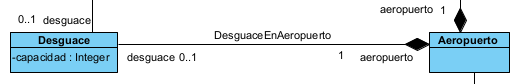 aeropuerto 1
0..1 desguace
DesguaceEnAeropuerto
Desguace
Aeropuerto
-capacidad : Integer
desguace 0..1
1 aeropuerto